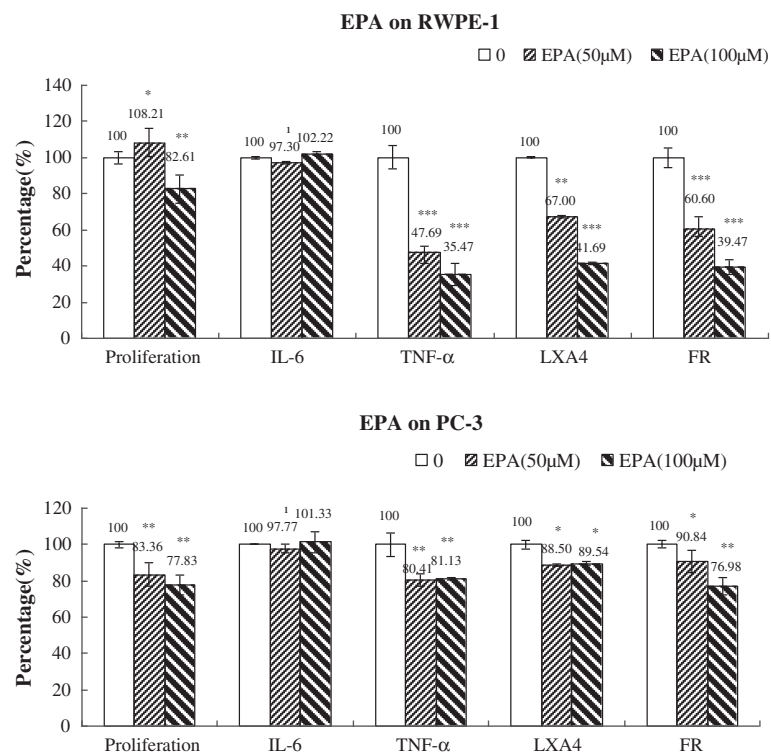 EPA on RWPE-1
0 EPA(50μM) EPA(100μM)
Percentage(%)
140
120
100
80
60
40
20
0
100 * 108.21 ** 82.61
100 ¹ 97.30 102.22
100 *** 47.69 *** 35.47
100 ** 67.00 *** 41.69
100 *** 60.60 *** 39.47
Proliferation IL-6 TNF-α LXA4 FR
EPA on PC-3
0 EPA(50μM) EPA(100μM)
Percentage(%)
120
100
80
60
40
20
0
100 ** 83.36 ** 77.83
100 ¹ 97.77 101.33
100 ** 80.41 ** 81.13
100 * 88.50 * 89.54
100 * 90.84 ** 76.98
Proliferation IL-6 TNF-α LXA4 FR